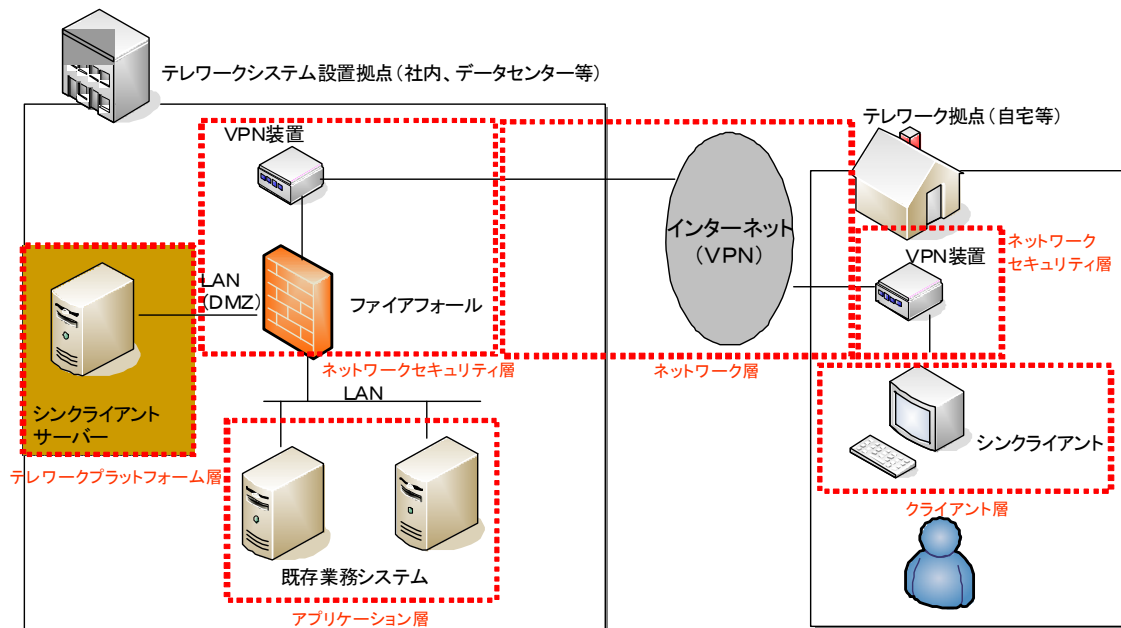 テレワークシステム設置拠点（社内、データセンター等）
テレワーク拠点（自宅等）
VPN装置
インターネット
（VPN）
ネットワーク
セキュリティ層
VPN装置
LAN
（DMZ）
ファイアフォール
ネットワークセキュリティ層
ネットワーク層
LAN
シンクライアント
サーバー
テレワークプラットフォーム層
シンクライアント
クライアント層
既存業務システム
アプリケーション層